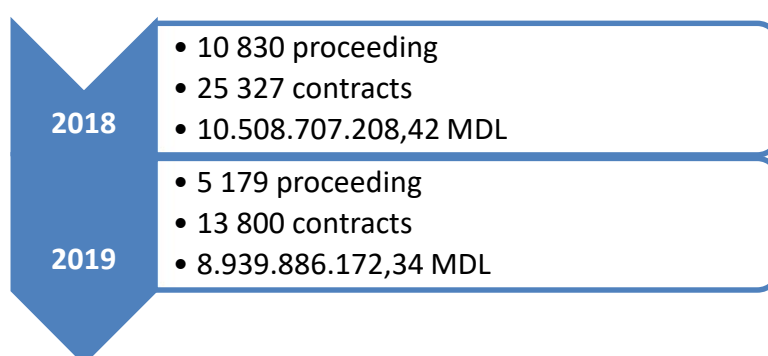 2018
• 10 830 proceeding
• 25 327 contracts
• 10.508.707.208,42 MDL
2019
• 5 179 proceeding
• 13 800 contracts
• 8.939.886.172,34 MDL